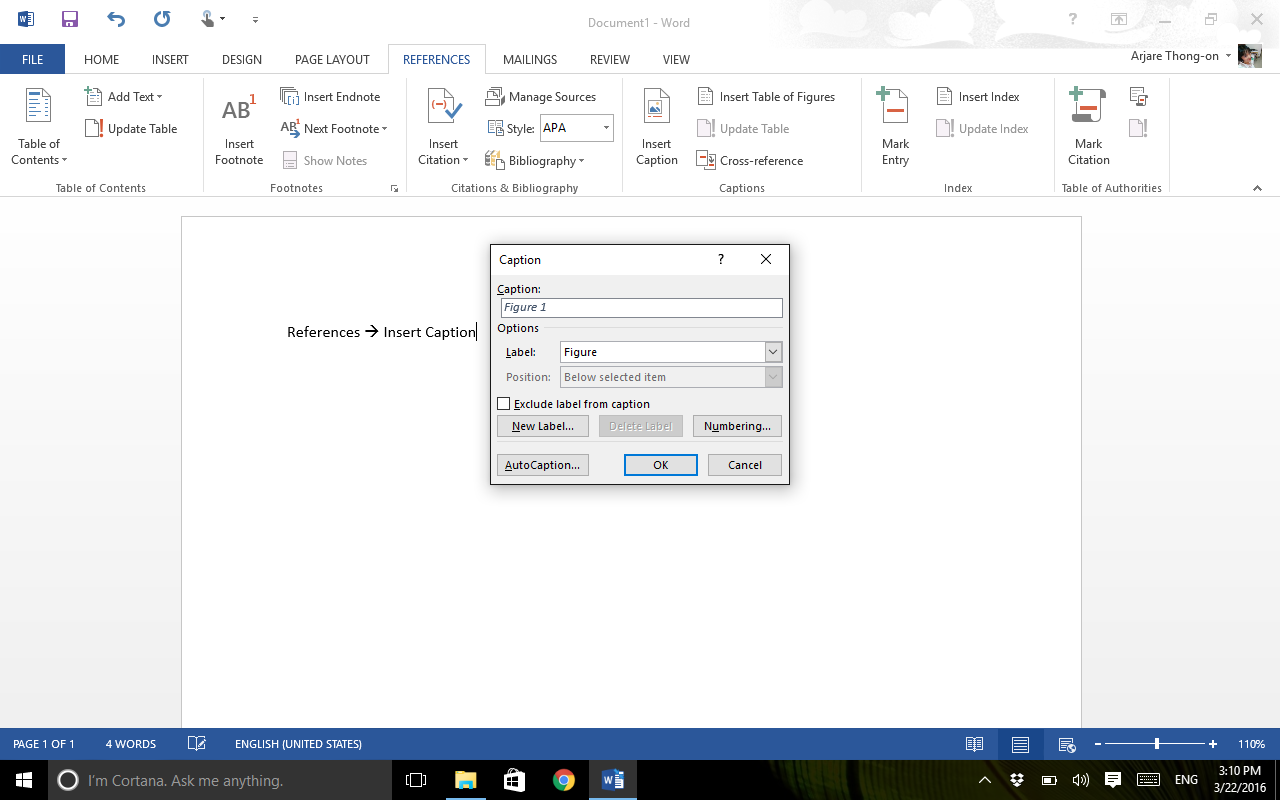 Document1 - Word
?
FILE HOME INSERT DESIGN PAGE LAYOUT REFERENCES MAILINGS REVIEW VIEW Arjare Thong-on
Table of Contents
Add Text
Update Table
Table of Contents
AB1
Insert Footnote
Insert Endnote
AB1 Next Footnote
Show Notes
Footnotes
Insert Citation
Manage Sources
Style: APA
Bibliography
Citations & Bibliography
Insert Caption
Insert Table of Figures
Update Table
Cross-reference
Captions
Mark Entry
Insert Index
Update Index
Index
Mark Citation
Table of Authorities
References → Insert Caption
Caption ?
Caption:
Figure 1
Options
Label: Figure
Position: Below selected item
Exclude label from caption
New Label... Delete Label Numbering...
AutoCaption... OK Cancel
PAGE 1 OF 1 4 WORDS ENGLISH (UNITED STATES) 110%
I'm Cortana. Ask me anything.
ENG
3:10 PM
3/22/2016